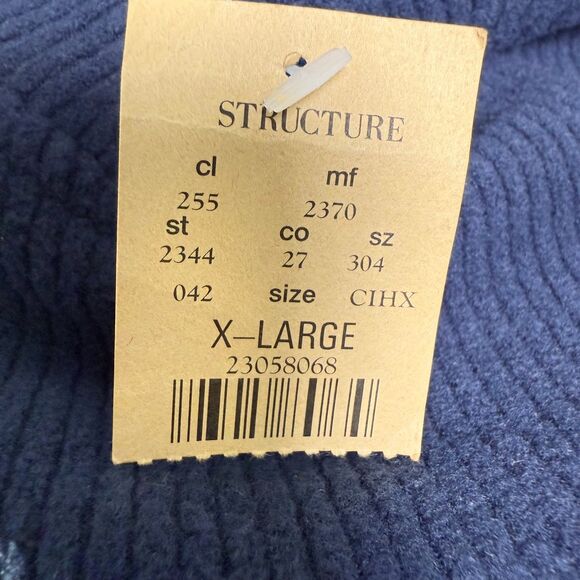 STRUCTURE
cl mf
255 2370
st co sz
2344 27 304
042 size CIHX
X-LARGE
23058068